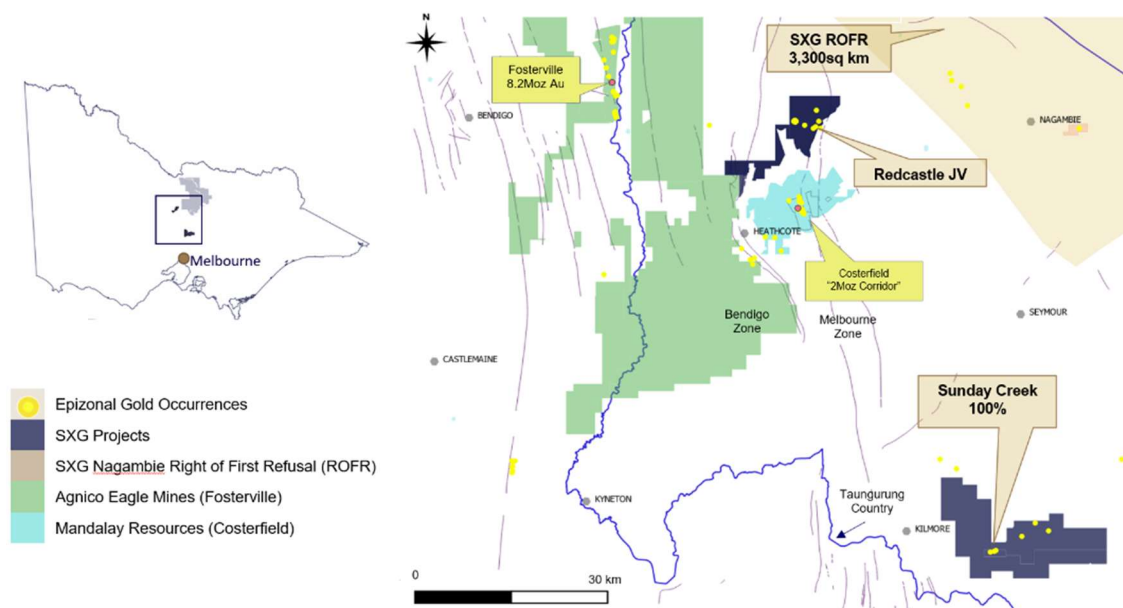 Melbourne
Epizonal Gold Occurrences
SXG Projects
SXG Nagambie Right of First Refusal (ROFR)
Agnico Eagle Mines (Fosterville)
Mandalay Resources (Costerfield)
N
SXG ROFR
3,300sq km
Fosterville
8.2Moz Au
BENDIGO
NAGAMBIE
Redcastle JV
HEATHCOTE
Costerfield
"2Moz Corridor"
Bendigo
Zone
Melbourne
Zone
SEYMOUR
CASTLEMAINE
Sunday Creek
100%
KYNETON
Taungurung
Country
KILMORE
0
30 km